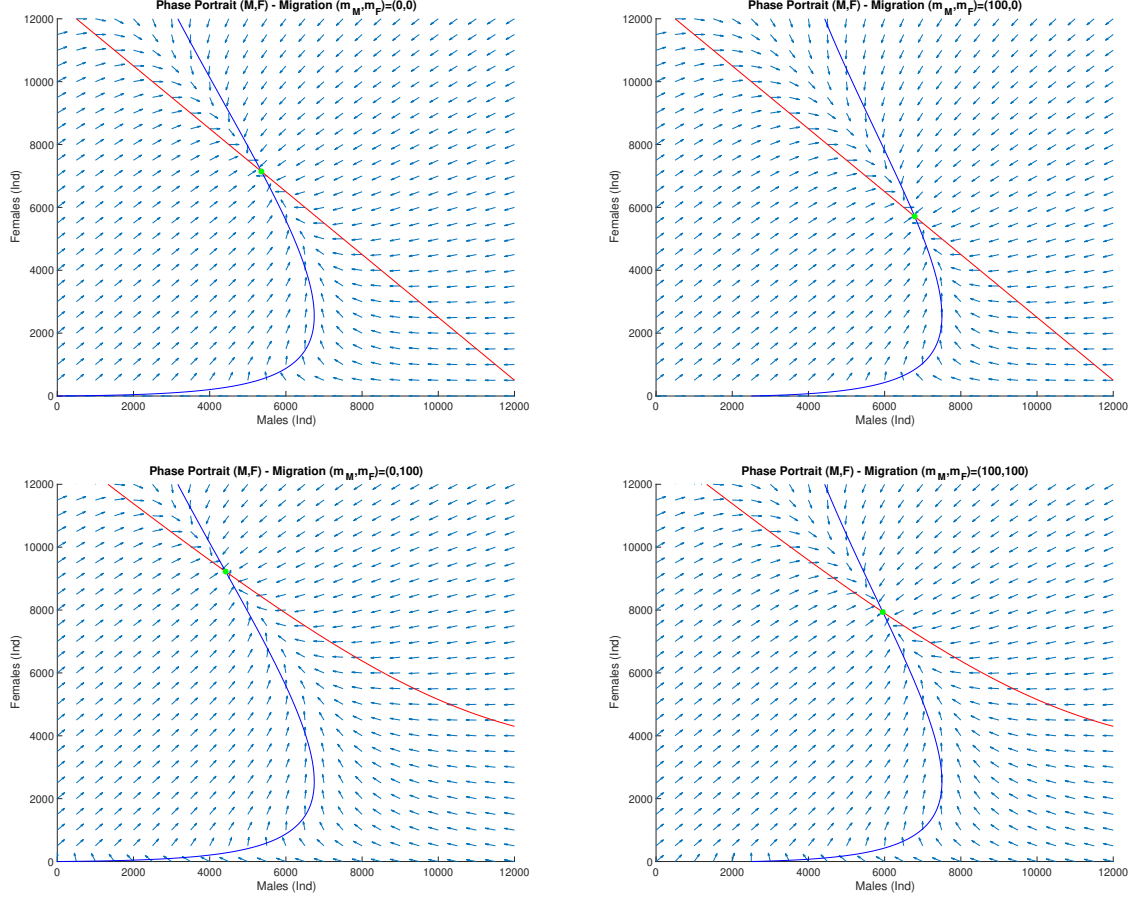 Phase Portrait (M,F) - Migration (m_M,m_F)=(0,0)
12000
10000
8000
6000
4000
2000
0
Females (Ind)
0 2000 4000 6000 8000 10000 12000
Males (Ind)
Phase Portrait (M,F) - Migration (m_M,m_F)=(100,0)
12000
10000
8000
6000
4000
2000
0
Females (Ind)
0 2000 4000 6000 8000 10000 12000
Males (Ind)
Phase Portrait (M,F) - Migration (m_M,m_F)=(0,100)
12000
10000
8000
6000
4000
2000
0
Females (Ind)
0 2000 4000 6000 8000 10000 12000
Males (Ind)
Phase Portrait (M,F) - Migration (m_M,m_F)=(100,100)
12000
10000
8000
6000
4000
2000
0
Females (Ind)
0 2000 4000 6000 8000 10000 12000
Males (Ind)